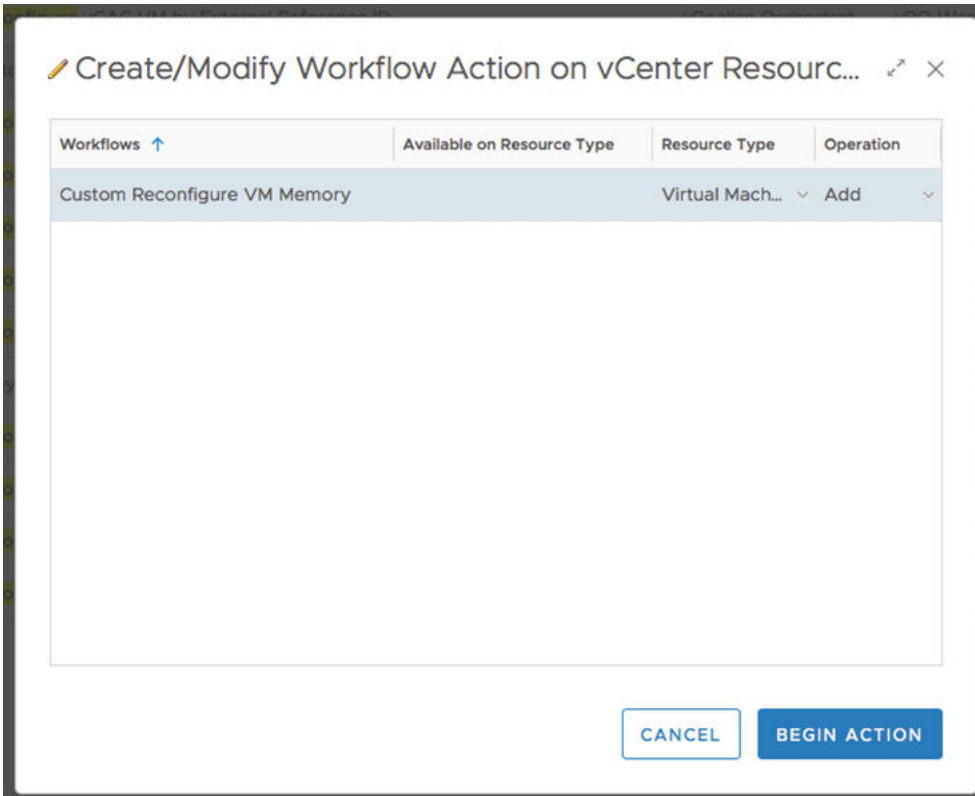 Create/Modify Workflow Action on vCenter Resourc...
Workflows Available on Resource Type Resource Type Operation
Custom Reconfigure VM Memory Virtual Mach... Add
CANCEL BEGIN ACTION